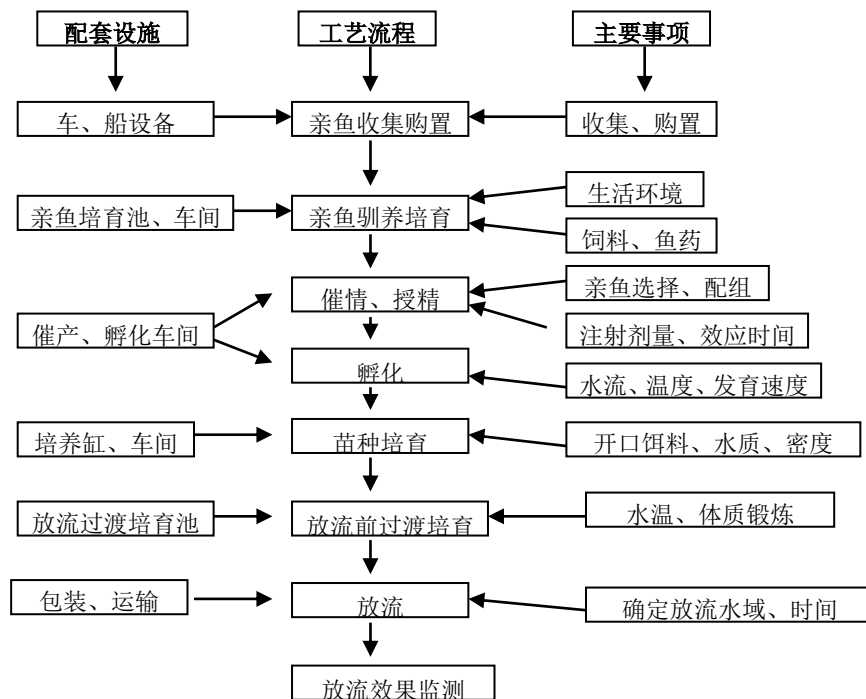 配套设施
工艺流程
主要事项
车、船设备
亲鱼收集购置
收集、购置
亲鱼培育池、车间
亲鱼驯养培育
生活环境
饲料、鱼药
催产、孵化车间
催情、授精
亲鱼选择、配组
注射剂量、效应时间
孵化
水流、温度、发育速度
培养缸、车间
苗种培育
开口饵料、水质、密度
放流过渡培育池
放流前过渡培育
水温、体质锻炼
包装、运输
放流
确定放流水域、时间
放流效果监测